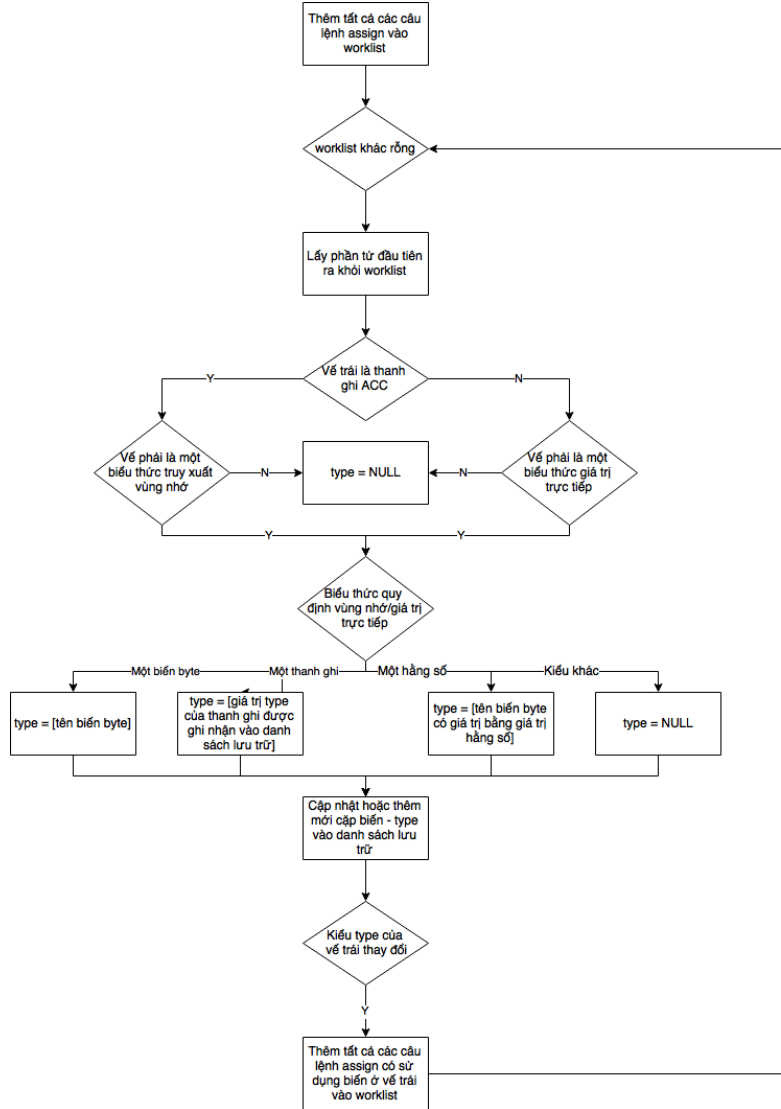 Thêm tất cả các câu
lệnh assign vào
worklist
worklist khác rỗng
Lấy phần tử đầu tiên
ra khỏi worklist
Vế trái là thanh
ghi ACC
Y
N
Vế phải là một
biểu thức truy xuất
vùng nhớ
N
type = NULL
N
Vế phải là một
biểu thức giá trị
trực tiếp
Y
Y
Biểu thức quy
định vùng nhớ/giá trị
trực tiếp
Một biến byte
Một thanh ghi
Một hằng số
Kiểu khác
type = [tên biến byte]
type = [giá trị type
của thanh ghi được
ghi nhận vào danh
sách lưu trữ]
type = [tên biến byte
có giá trị bằng giá trị
hằng số]
type = NULL
Cập nhật hoặc thêm
mới cặp biến - type
vào danh sách lưu
trữ
Kiểu type của
vế trái thay đổi
Y
Thêm tất cả các câu
lệnh assign có sử
dụng biến ở vế trái
vào worklist